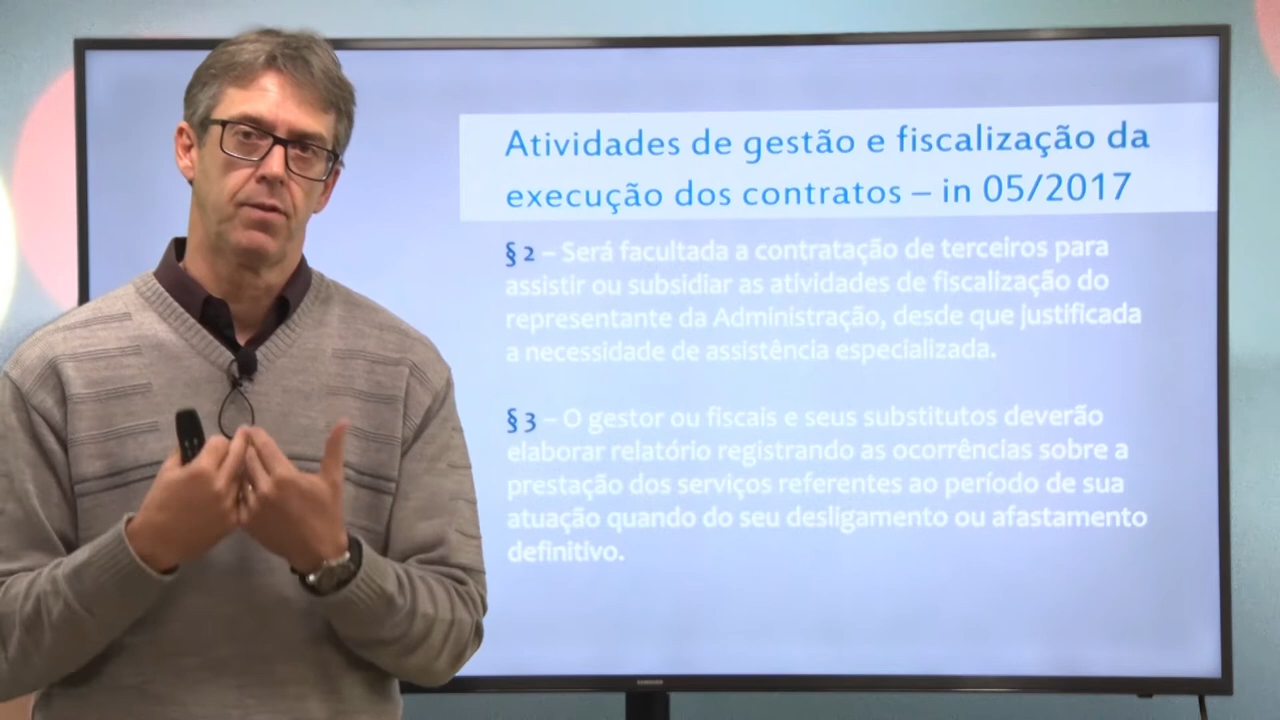 Atividades de gestão e fiscalização da
execução dos contratos – in 05/2017
§ 2 – Será facultada a contratação de terceiros para
assistir ou subsidiar as atividades de fiscalização do
representante da Administração, desde que justificada
a necessidade de assistência especializada.
§ 3 – O gestor ou fiscais e seus substitutos deverão
elaborar relatório registrando as ocorrências sobre a
prestação dos serviços referentes ao período de sua
atuação quando do seu desligamento ou afastamento
definitivo.
SAMSUNG